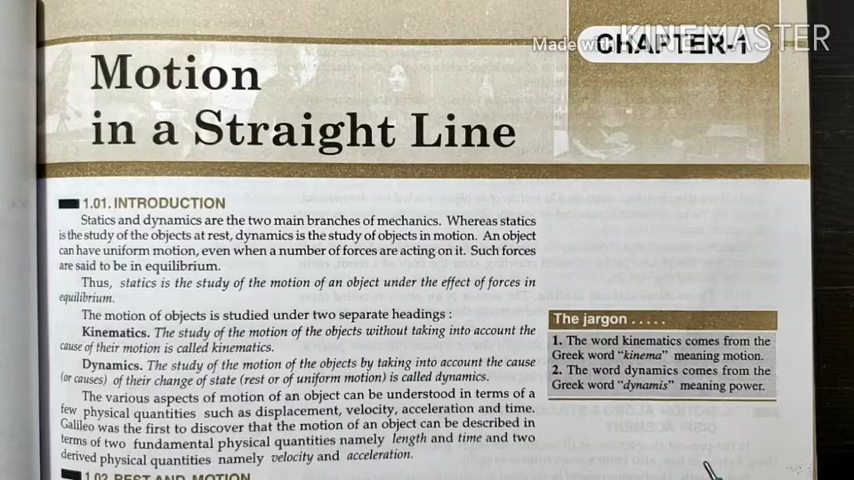 Made with KINEMASTER
CHAPTER-1
Motion
in a Straight Line
1.01. INTRODUCTION
Statics and dynamics are the two main branches of mechanics. Whereas statics
is the study of the objects at rest, dynamics is the study of objects in motion. An object
can have uniform motion, even when a number of forces are acting on it. Such forces
are said to be in equilibrium.
Thus, statics is the study of the motion of an object under the effect of forces in
equilibrium.
The motion of objects is studied under two separate headings :
Kinematics. The study of the motion of the objects without taking into account the
cause of their motion is called kinematics.
Dynamics. The study of the motion of the objects by taking into account the cause
(or causes) of their change of state (rest or of uniform motion) is called dynamics.
The various aspects of motion of an object can be understood in terms of a
few physical quantities such as displacement, velocity, acceleration and time.
Galileo was the first to discover that the motion of an object can be described in
terms of two fundamental physical quantities namely length and time and two
derived physical quantities namely velocity and acceleration.
1.02 REST AND MOTION
The jargon . . . . .
1. The word kinematics comes from the
Greek word "kinema" meaning motion.
2. The word dynamics comes from the
Greek word "dynamis" meaning power.